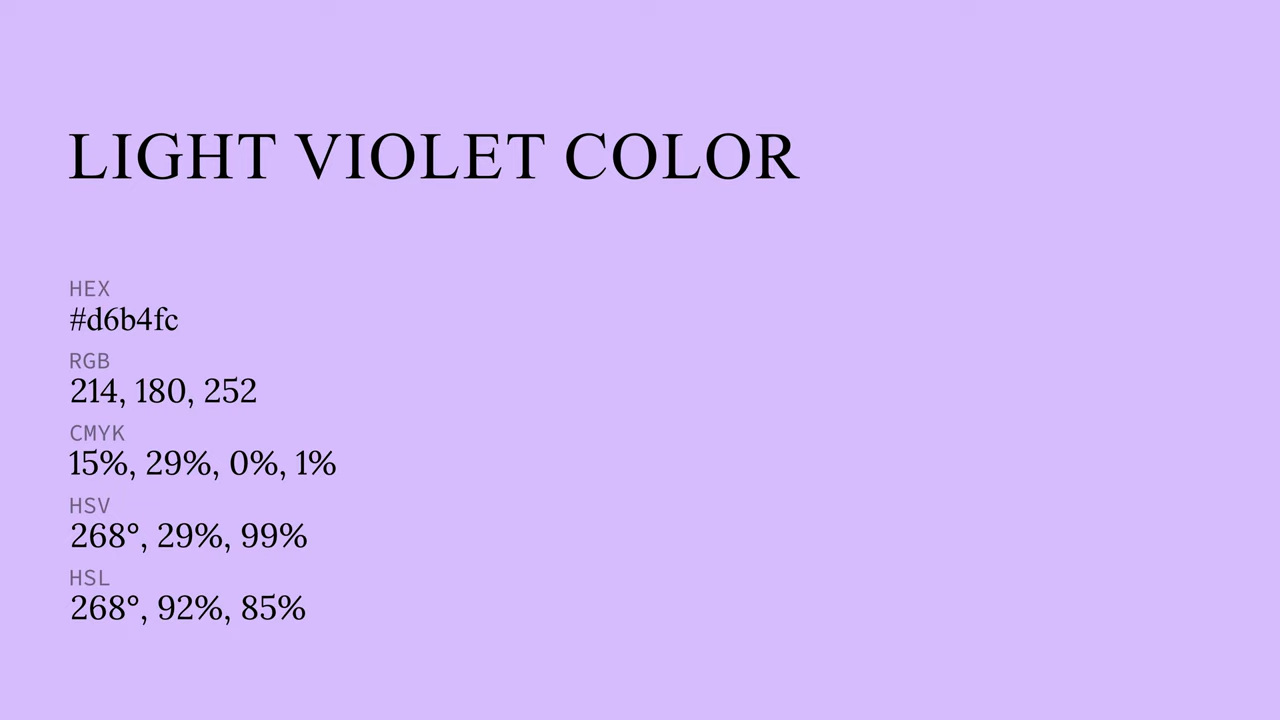 LIGHT VIOLET COLOR
HEX
#d6b4fc
RGB
214, 180, 252
CMYK
15%, 29%, 0%, 1%
HSV
268°, 29%, 99%
HSL
268°, 92%, 85%